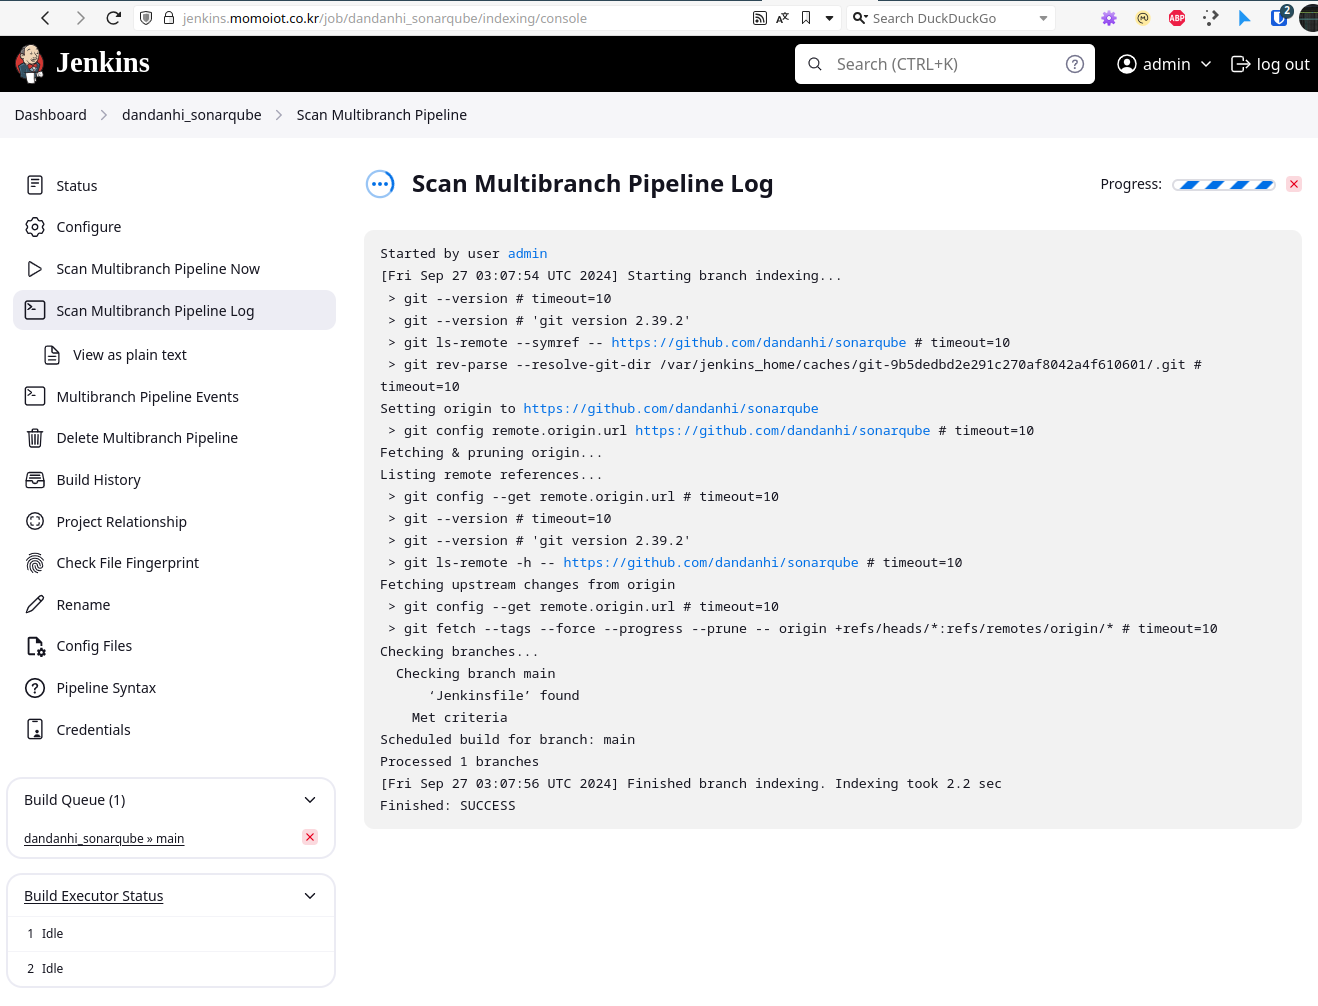 jenkins.momoiot.co.kr/job/dandanhi_sonarqube/indexing/console
Search DuckDuckGo
ABP
2
Jenkins
Search (CTRL+K)
admin
log out
Dashboard
dandanhi_sonarqube
Scan Multibranch Pipeline
Status
Configure
Scan Multibranch Pipeline Now
Scan Multibranch Pipeline Log
View as plain text
Multibranch Pipeline Events
Delete Multibranch Pipeline
Build History
Project Relationship
Check File Fingerprint
Rename
Config Files
Pipeline Syntax
Credentials
Build Queue (1)
dandanhi_sonarqube » main
Build Executor Status
1 Idle
2 Idle
Scan Multibranch Pipeline Log
Progress:
Started by user admin
[Fri Sep 27 03:07:54 UTC 2024] Starting branch indexing...
 > git --version # timeout=10
 > git --version # 'git version 2.39.2'
 > git ls-remote --symref -- https://github.com/dandanhi/sonarqube # timeout=10
 > git rev-parse --resolve-git-dir /var/jenkins_home/caches/git-9b5dedbd2e291c270af8042a4f610601/.git #
timeout=10
Setting origin to https://github.com/dandanhi/sonarqube
 > git config remote.origin.url https://github.com/dandanhi/sonarqube # timeout=10
Fetching & pruning origin...
Listing remote references...
 > git config --get remote.origin.url # timeout=10
 > git --version # timeout=10
 > git --version # 'git version 2.39.2'
 > git ls-remote -h -- https://github.com/dandanhi/sonarqube # timeout=10
Fetching upstream changes from origin
 > git config --get remote.origin.url # timeout=10
 > git fetch --tags --force --progress --prune -- origin +refs/heads/*:refs/remotes/origin/* # timeout=10
Checking branches...
  Checking branch main
      ‘Jenkinsfile’ found
    Met criteria
Scheduled build for branch: main
Processed 1 branches
[Fri Sep 27 03:07:56 UTC 2024] Finished branch indexing. Indexing took 2.2 sec
Finished: SUCCESS